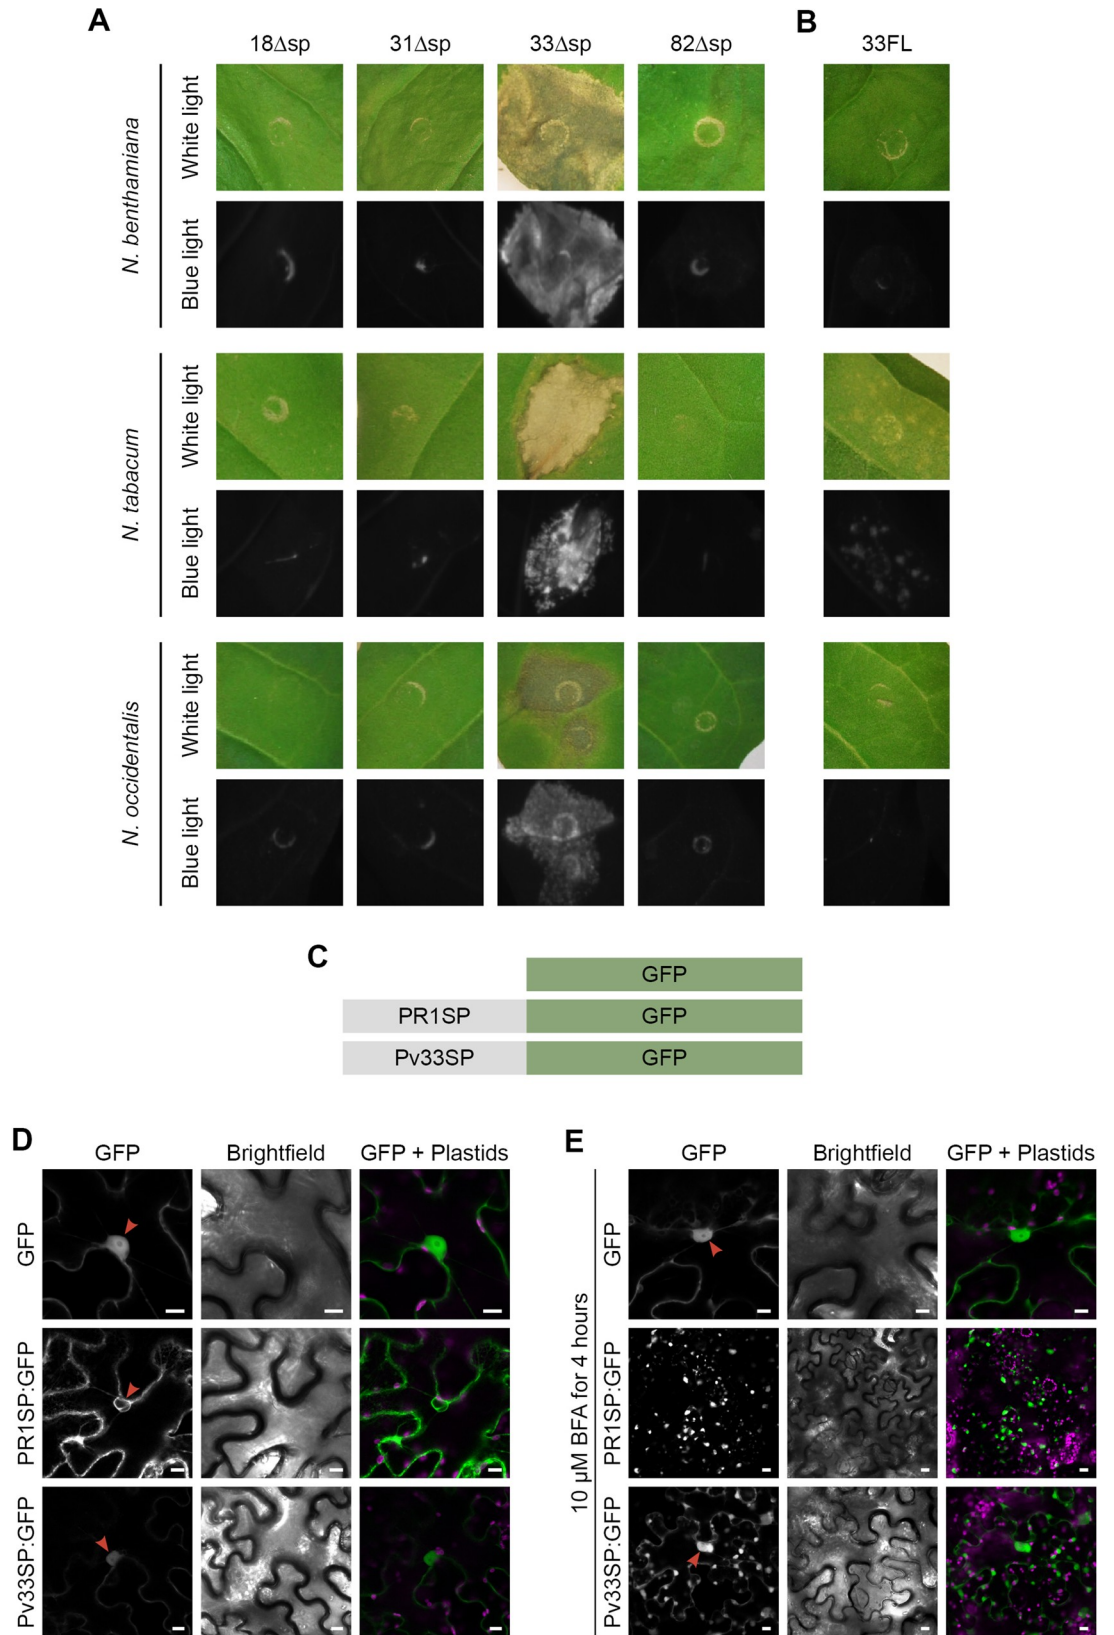 A
B
18Δsp
31Δsp
33Δsp
82Δsp
33FL
N. benthamiana
White light
Blue light
N. tabacum
White light
Blue light
N. occidentalis
White light
Blue light
C
GFP
PR1SP
GFP
Pv33SP
GFP
D
GFP
Brightfield
GFP + Plastids
GFP
PR1SP:GFP
Pv33SP:GFP
E
GFP
Brightfield
GFP + Plastids
10 µM BFA for 4 hours
GFP
PR1SP:GFP
Pv33SP:GFP